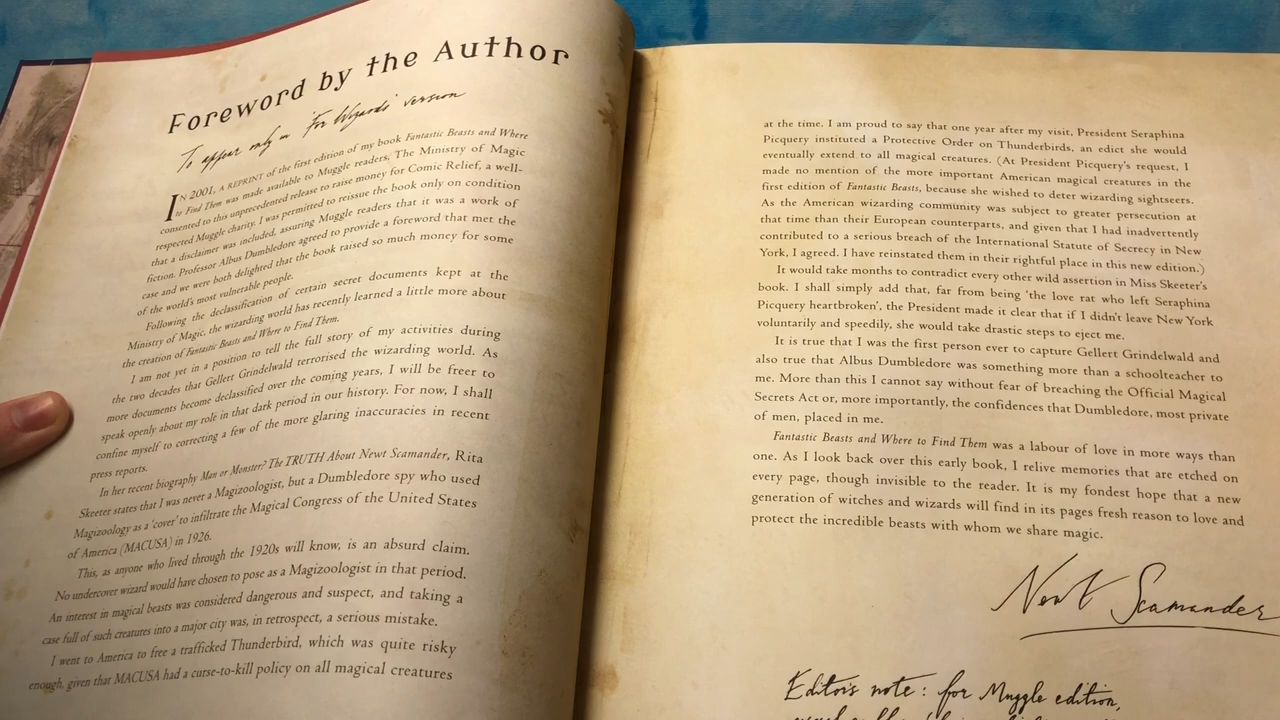 Foreword by the Author
To appear only in 'For Wizards' version
IN 2001, A REPRINT of the first edition of my book Fantastic Beasts and Where
to Find Them was made available to Muggle readers. The Ministry of Magic
consented to this unprecedented release to raise money for Comic Relief, a well-
respected Muggle charity. I was permitted to reissue the book only on condition
that a disclaimer was included, assuring Muggle readers that it was a work of
fiction. Professor Albus Dumbledore agreed to provide a foreword that met the
case and we were both delighted that the book raised so much money for some
of the world's most vulnerable people.
Following the declassification of certain secret documents kept at the
Ministry of Magic, the wizarding world has recently learned a little more about
the creation of Fantastic Beasts and Where to Find Them.
I am not yet in a position to tell the full story of my activities during
the two decades that Gellert Grindelwald terrorised the wizarding world. As
more documents become declassified over the coming years, I will be freer to
speak openly about my role in that dark period in our history. For now, I shall
confine myself to correcting a few of the more glaring inaccuracies in recent
press reports.
In her recent biography Man or Monster? The TRUTH About Newt Scamander, Rita
Skeeter states that I was never a Magizoologist, but a Dumbledore spy who used
Magizoology as a 'cover' to infiltrate the Magical Congress of the United States
of America (MACUSA) in 1926.
This, as anyone who lived through the 1920s will know, is an absurd claim.
No undercover wizard would have chosen to pose as a Magizoologist in that period.
An interest in magical beasts was considered dangerous and suspect, and taking a
case full of such creatures into a major city was, in retrospect, a serious mistake.
I went to America to free a trafficked Thunderbird, which was quite risky
enough, given that MACUSA had a curse-to-kill policy on all magical creatures
at the time. I am proud to say that one year after my visit, President Seraphina
Picquery instituted a Protective Order on Thunderbirds, an edict she would
eventually extend to all magical creatures. (At President Picquery's request, I
made no mention of the more important American magical creatures in the
first edition of Fantastic Beasts, because she wished to deter wizarding sightseers.
As the American wizarding community was subject to greater persecution at
that time than their European counterparts, and given that I had inadvertently
contributed to a serious breach of the International Statute of Secrecy in New
York, I agreed. I have reinstated them in their rightful place in this new edition.)
It would take months to contradict every other wild assertion in Miss Skeeter's
book. I shall simply add that, far from being 'the love rat who left Seraphina
Picquery heartbroken', the President made it clear that if I didn't leave New York
voluntarily and speedily, she would take drastic steps to eject me.
It is true that I was the first person ever to capture Gellert Grindelwald and
also true that Albus Dumbledore was something more than a schoolteacher to
me. More than this I cannot say without fear of breaching the Official Magical
Secrets Act or, more importantly, the confidences that Dumbledore, most private
of men, placed in me.
Fantastic Beasts and Where to Find Them was a labour of love in more ways than
one. As I look back over this early book, I relive memories that are etched on
every page, though invisible to the reader. It is my fondest hope that a new
generation of witches and wizards will find in its pages fresh reason to love and
protect the incredible beasts with whom we share magic.
Newt Scamander
Editor's note: for Muggle edition,